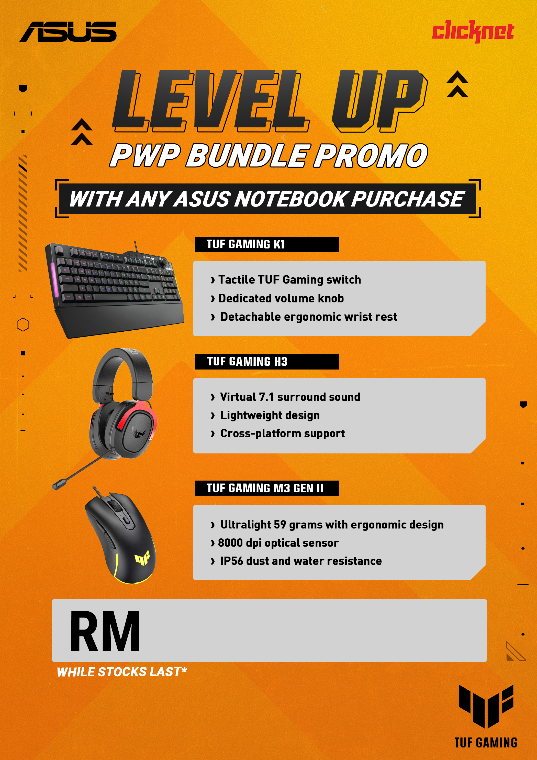 ASUS
clicknet
LEVEL UP
PWP BUNDLE PROMO
WITH ANY ASUS NOTEBOOK PURCHASE
TUF GAMING K1
› Tactile TUF Gaming switch
› Dedicated volume knob
› Detachable ergonomic wrist rest
TUF GAMING H3
› Virtual 7.1 surround sound
› Lightweight design
› Cross-platform support
TUF GAMING M3 GEN II
› Ultralight 59 grams with ergonomic design
› 8000 dpi optical sensor
› IP56 dust and water resistance
RM
WHILE STOCKS LAST*
TUF GAMING